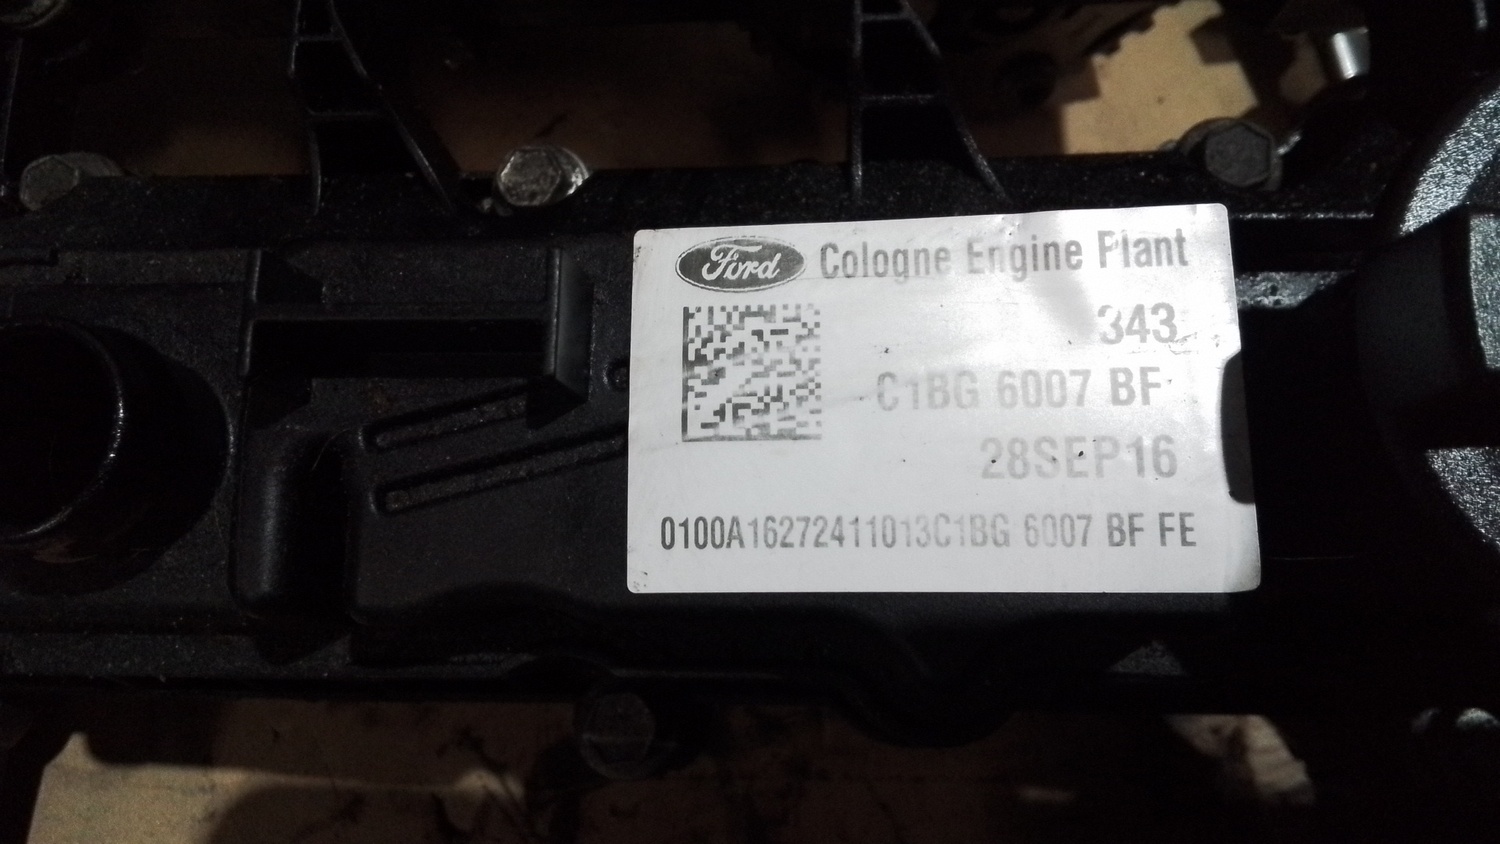 Ford Cologne Engine Plant
343
C1BG 6007 BF
28SEP16
0100A16272411013C1BG 6007 BF FE